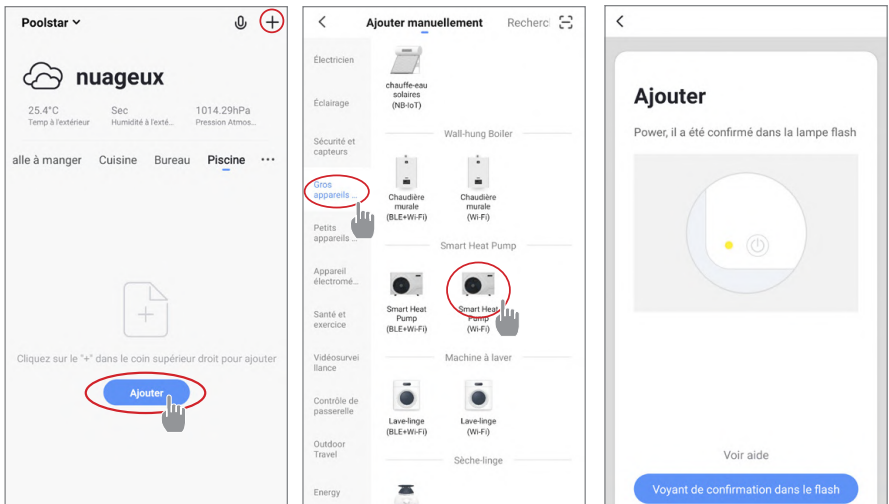 Poolstar
nuageux
25.4°C Sec 1014.29hPa
Temp à l'extérieur Humidité à l'exté... Pression Atmos...
alle à manger Cuisine Bureau Piscine ...
Cliquez sur le "+" dans le coin supérieur droit pour ajouter
Ajouter
Ajouter manuellement Recherc
Électricien
Éclairage
Sécurité et
capteurs
Gros
appareils ...
Petits
appareils ...
Appareil
électromé...
Santé et
exercice
Vidéosurvei
llance
Contrôle de
passerelle
Outdoor
Travel
Energy
chauffe-eau
solaires
(NB-IoT)
Wall-hung Boiler
Chaudière
murale
(BLE+Wi-Fi)
Chaudière
murale
(Wi-Fi)
Smart Heat Pump
Smart Heat
Pump
(BLE+Wi-Fi)
Smart Heat
Pump
(Wi-Fi)
Machine à laver
Lave-linge
(BLE+Wi-Fi)
Lave-linge
(Wi-Fi)
Sèche-linge
Ajouter
Power, il a été confirmé dans la lampe flash
Voir aide
Voyant de confirmation dans le flash